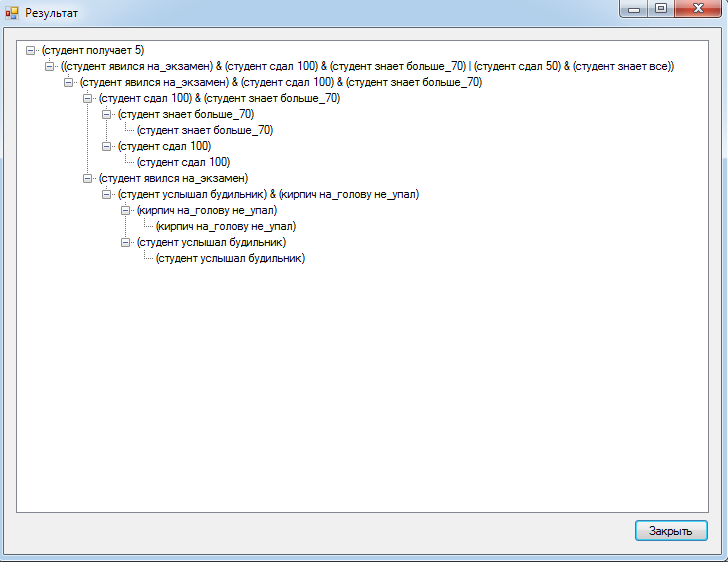 Результат
(студент получает 5)
((студент явился на_экзамен) & (студент сдал 100) & (студент знает больше_70) | (студент сдал 50) & (студент знает все))
(студент явился на_экзамен) & (студент сдал 100) & (студент знает больше_70)
(студент сдал 100) & (студент знает больше_70)
(студент знает больше_70)
(студент знает больше_70)
(студент сдал 100)
(студент сдал 100)
(студент явился на_экзамен)
(студент услышал будильник) & (кирпич на_голову не_упал)
(кирпич на_голову не_упал)
(кирпич на_голову не_упал)
(студент услышал будильник)
(студент услышал будильник)
Закрыть